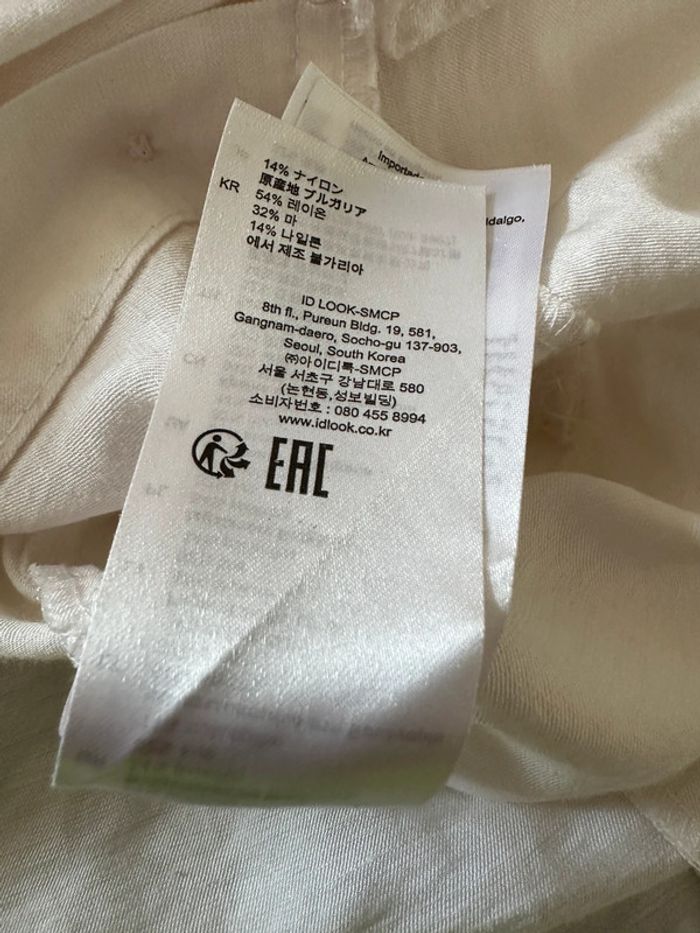 14% ナイロン
原産地 ブルガリア
KR 54% 레이온
32% 마
14% 나일론
에서 제조 불가리아
ID LOOK-SMCP
8th fl., Pureun Bldg. 19, 581,
Gangnam-daero, Socho-gu 137-903,
Seoul, South Korea
㈜아이디룩-SMCP
서울 서초구 강남대로 580
(논현동,성보빌딩)
소비자번호 : 080 455 8994
www.idlook.co.kr
EAC
idalgo,